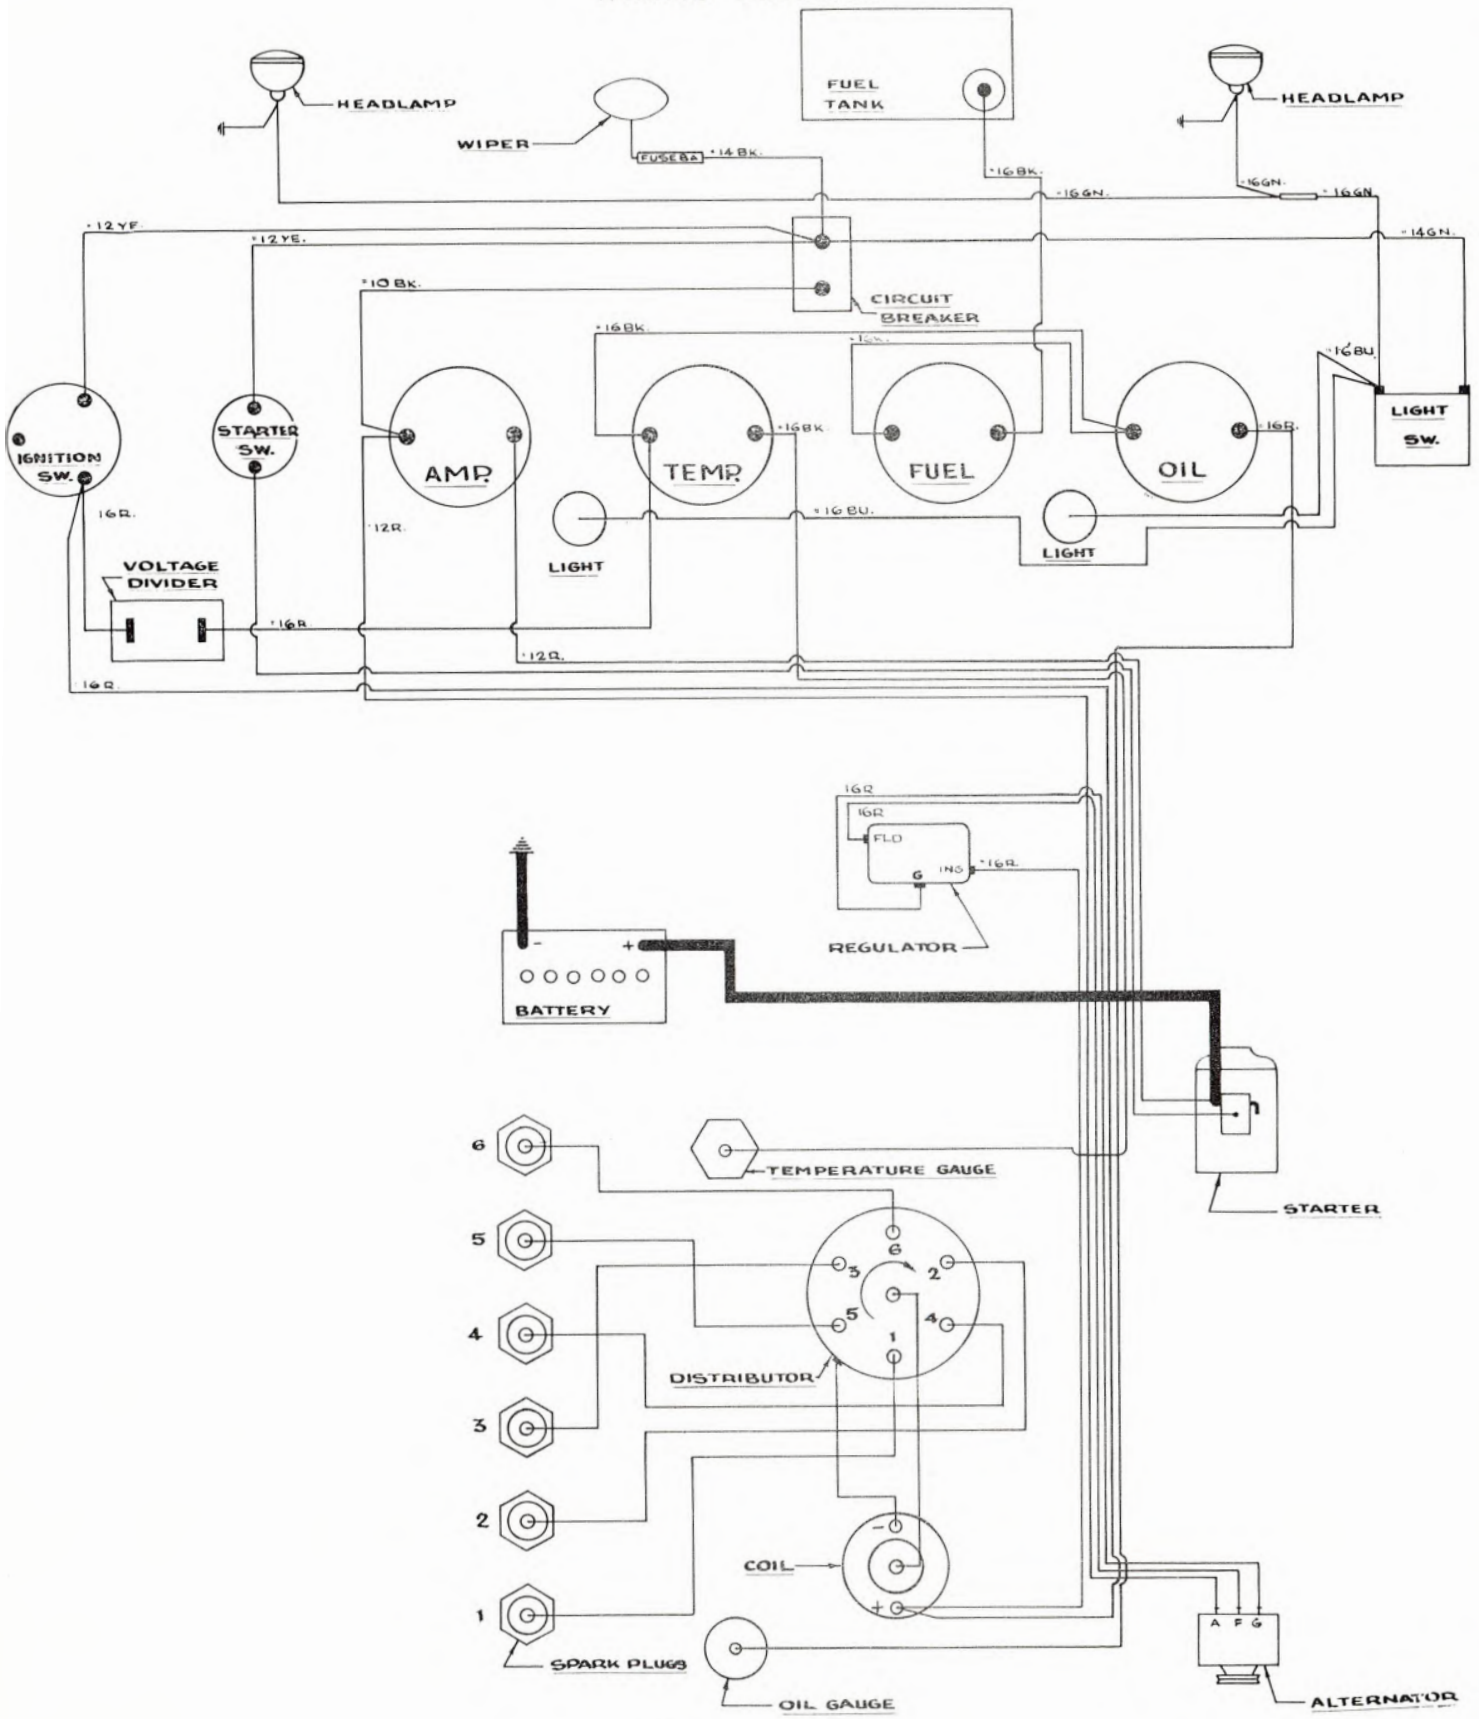 HEADLAMP
WIPER
FUSE 8A
14 BK.
FUEL
TANK
16 BK.
HEADLAMP
16 GN.
16 GN.
16 GN
12 YE.
12 YE.
14 GN.
10 BK.
CIRCUIT
BREAKER
16 BK.
16 BU.
IGNITION
SW.
STARTER
SW.
AMP.
TEMP.
16 BK.
FUEL
OIL
16 R.
LIGHT
SW.
16 R.
12 R.
16 BU.
LIGHT
LIGHT
VOLTAGE
DIVIDER
16 R.
12 R.
16 R.
16 R
16 R
FLD
G
16 R
REGULATOR
- +
BATTERY
STARTER
TEMPERATURE GAUGE
6
5
4
3
2
1
6
3
2
5
4
1
DISTRIBUTOR
-
COIL
+
SPARK PLUGS
OIL GAUGE
A F G
ALTERNATOR